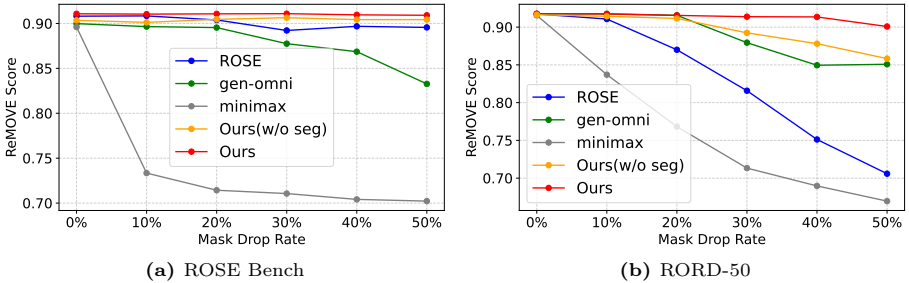 0.90
0.85
0.80
0.75
0.70
ReMOVE Score
ROSE
gen-omni
minimax
Ours(w/o seg)
Ours
0% 10% 20% 30% 40% 50%
Mask Drop Rate
(a) ROSE Bench
0.90
0.85
0.80
0.75
0.70
ReMOVE Score
ROSE
gen-omni
minimax
Ours(w/o seg)
Ours
0% 10% 20% 30% 40% 50%
Mask Drop Rate
(b) RORD-50